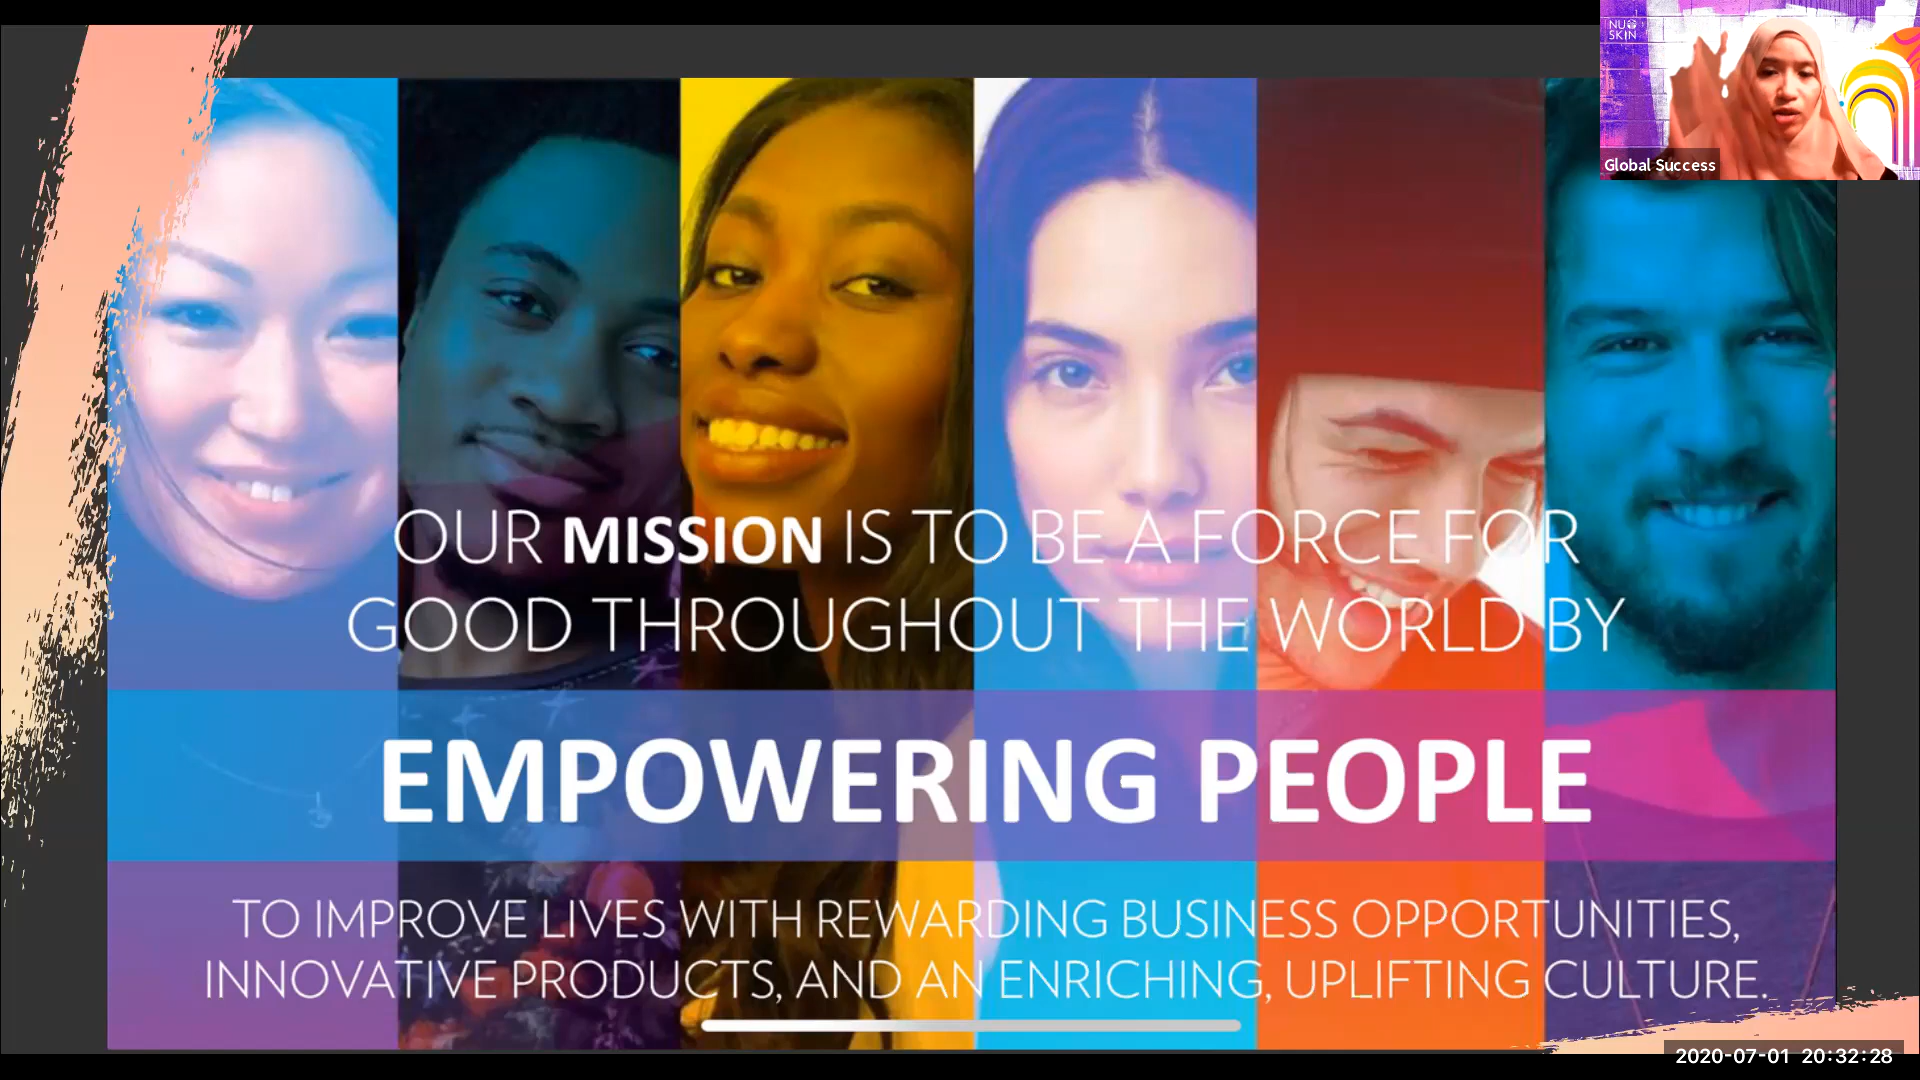 NU
SKIN
Global Success
OUR MISSION IS TO BE A FORCE FOR
GOOD THROUGHOUT THE WORLD BY
EMPOWERING PEOPLE
TO IMPROVE LIVES WITH REWARDING BUSINESS OPPORTUNITIES,
INNOVATIVE PRODUCTS, AND AN ENRICHING, UPLIFTING CULTURE.
2020-07-01 20:32:28